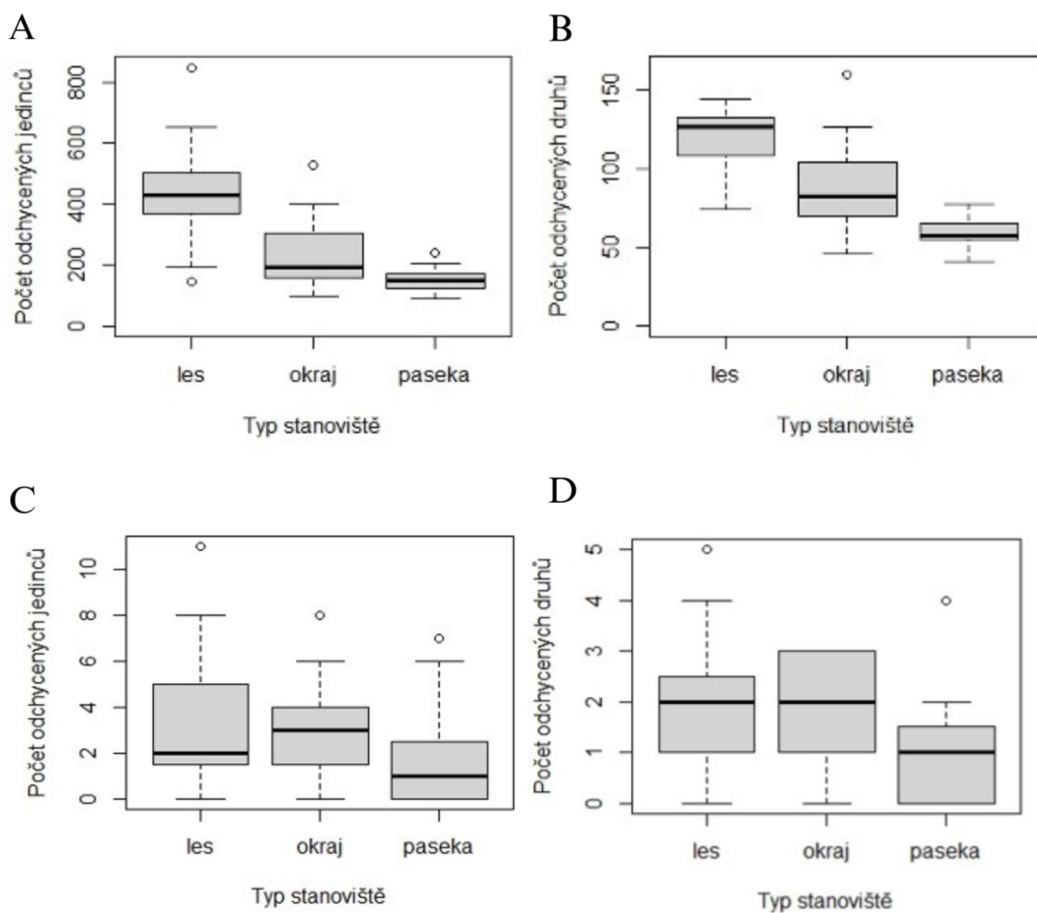 A
Počet odchycených jedinců
800
600
400
200
0
les okraj paseka
Typ stanoviště
B
Počet odchycených druhů
150
100
50
0
les okraj paseka
Typ stanoviště
C
Počet odchycených jedinců
10
8
6
4
2
0
les okraj paseka
Typ stanoviště
D
Počet odchycených druhů
5
4
3
2
1
0
les okraj paseka
Typ stanoviště